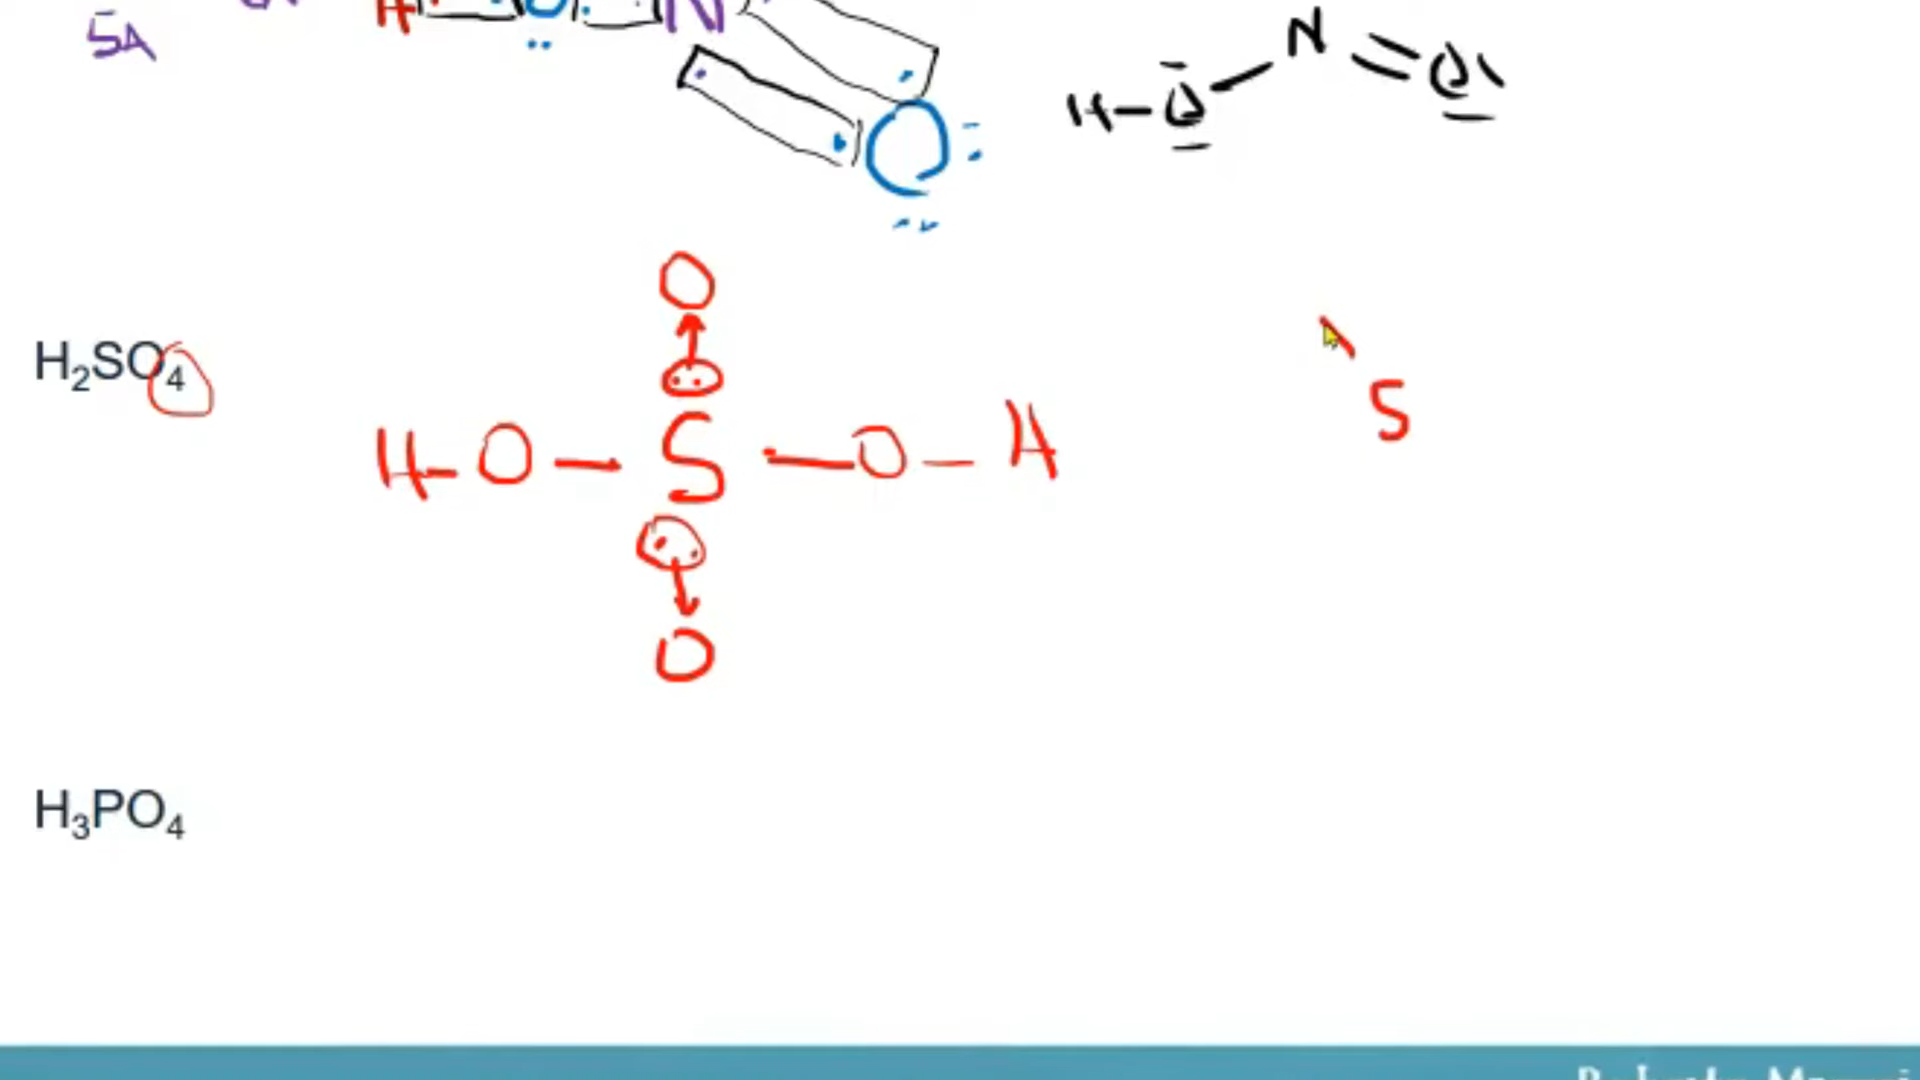 5A
H O N
H-O-N=O
O
H₂SO₄
S
H-O-S-O-H
O
H₃PO₄